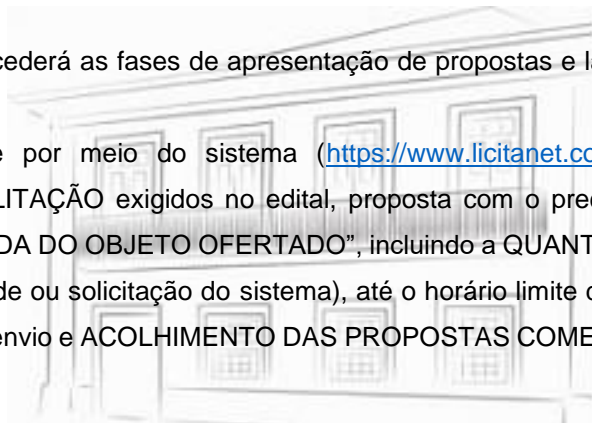 cederá as fases de apresentação de propostas e l
e por meio do sistema (https://www.licitanet.co
LITAÇÃO exigidos no edital, proposta com o pre
DA DO OBJETO OFERTADO”, incluindo a QUANT
de ou solicitação do sistema), até o horário limite
envio e ACOLHIMENTO DAS PROPOSTAS COME